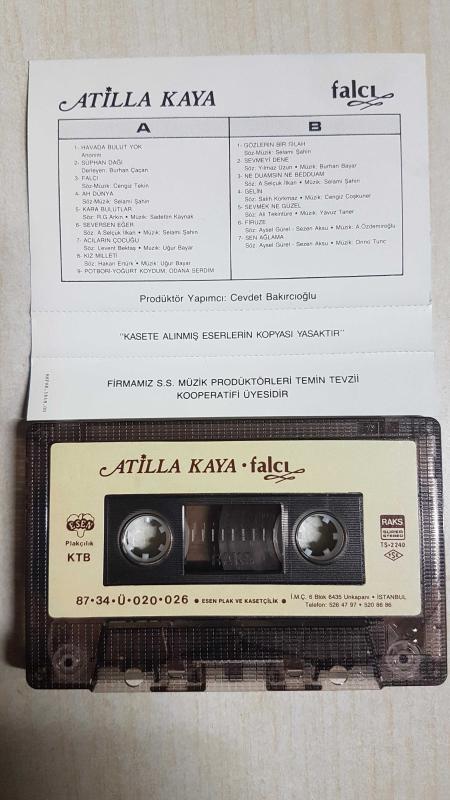 ATİLLA KAYA falcı
A
1- HAVADA BULUT YOK
Anonim
2- SÜPHAN DAĞI
Derleyen: Burhan Çaçan
3- FALCI
Söz-Müzik: Cengiz Tekin
4- AH DÜNYA
Söz-Müzik: Selami Şahin
5- KARA BULUTLAR
Söz: R.G.Arkın • Müzik: Sadettin Kaynak
6- SEVERSEN EĞER
Söz: A.Selçuk İlkan • Müzik: Selami Şahin
7- ACILARIN ÇOCUĞU
Söz: Levent Bektaş • Müzik: Uğur Bayar
8- KIZ MİLLETİ
Söz: Hakan Ertürk • Müzik: Uğur Bayar
9- POTBORİ-YOĞURT KOYDUM, ODANA SERDİM
B
1- GÖZLERİN BİR SİLAH
Söz-Müzik: Selami Şahin
2- SEVMEYİ DENE
Söz: Yılmaz Uzun • Müzik: Burhan Bayar
3- NE DUAMSIN NE BEDDUAM
Söz: A.Selçuk İlkan • Müzik: Selami Şahin
4- GELİN
Söz: Salih Korkmaz • Müzik: Cengiz Coşkuner
5- SEVMEK NE GÜZEL
Söz: Ali Tekintüre • Müzik: Yavuz Taner
6- FİRUZE
Söz: Aysel Gürel - Sezen Aksu • Müzik: A.Özdemiroğlu
7- SEN AĞLAMA
Söz: Aysel Gürel - Sezen Aksu • Müzik: Onno Tunç
Prodüktör Yapımcı: Cevdet Bakırcıoğlu
"KASETE ALINMIŞ ESERLERİN KOPYASI YASAKTIR"
FİRMAMIZ S.S. MÜZİK PRODÜKTÖRLERİ TEMİN TEVZİİ
KOOPERATİFİ ÜYESİDİR
ATİLLA KAYA • falcı
ESEN
Plakçılık
KTB
RAKS
SUPER
STEREO
TS-2240
TSE
RAKS
87•34•Ü•020•026 • ESEN PLAK VE KASETÇİLİK •
İ.M.Ç. 6 Blok 6435 Unkapanı • İSTANBUL
Telefon: 526 47 97 • 520 86 86